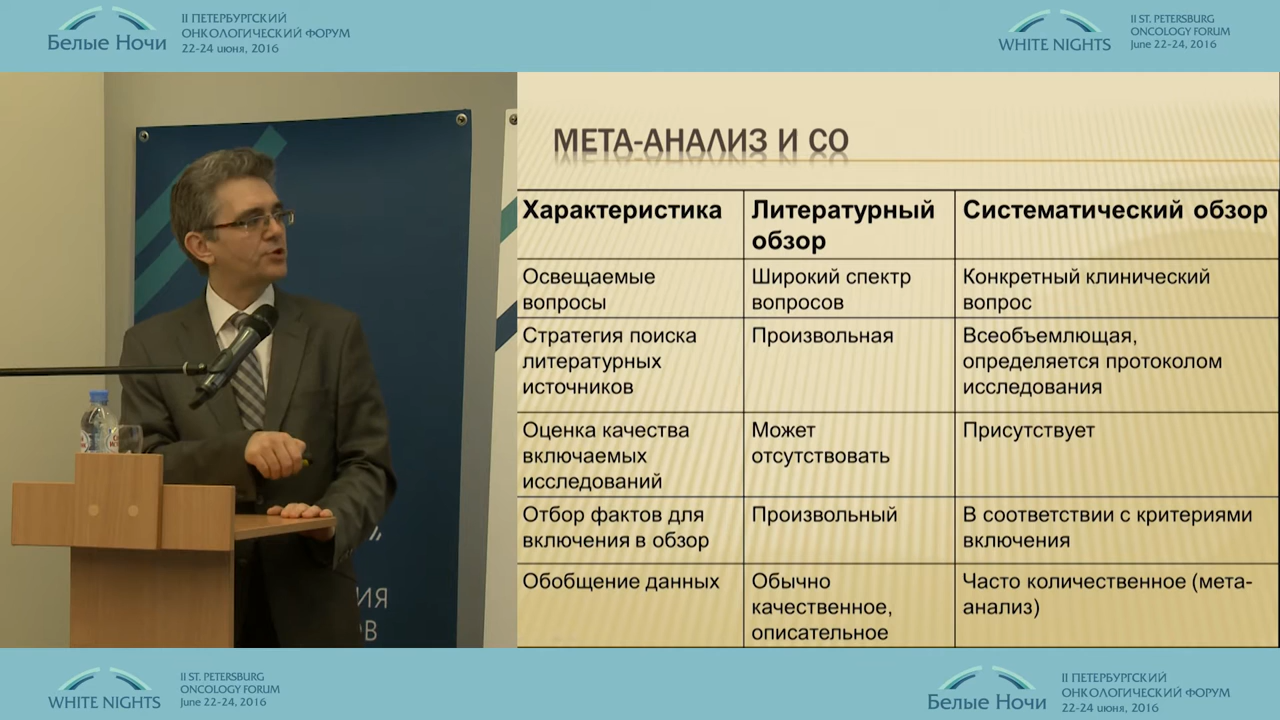 Белые Ночи
II ПЕТЕРБУРГСКИЙ
ОНКОЛОГИЧЕСКИЙ ФОРУМ
22-24 июня, 2016
WHITE NIGHTS
II ST. PETERSBURG
ONCOLOGY FORUM
June 22-24, 2016
МЕТА-АНАЛИЗ И СО
Характеристика
Литературный
обзор
Систематический обзор
Освещаемые
вопросы
Широкий спектр
вопросов
Конкретный клинический
вопрос
Стратегия поиска
литературных
источников
Произвольная
Всеобъемлющая,
определяется протоколом
исследования
Оценка качества
включаемых
исследований
Может
отсутствовать
Присутствует
Отбор фактов для
включения в обзор
Произвольный
В соответствии с критериями
включения
Обобщение данных
Обычно
качественное,
описательное
Часто количественное (мета-
анализ)
ИЯ
ОВ
WHITE NIGHTS
II ST. PETERSBURG
ONCOLOGY FORUM
June 22-24, 2016
Белые Ночи
II ПЕТЕРБУРГСКИЙ
ОНКОЛОГИЧЕСКИЙ ФОРУМ
22-24 июня, 2016